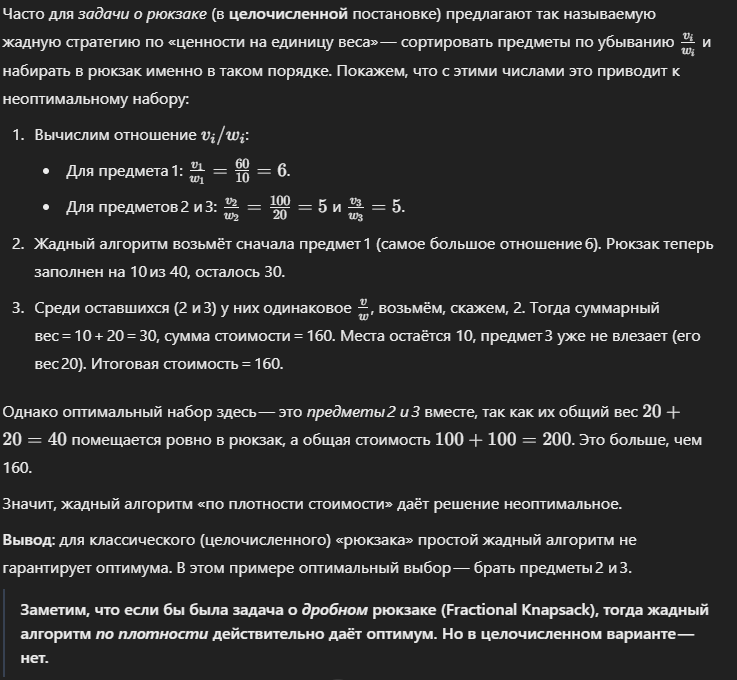 Часто для задачи о рюкзаке (в целочисленной постановке) предлагают так называемую
жадную стратегию по «ценности на единицу веса» — сортировать предметы по убыванию v_i/w_i и
набирать в рюкзак именно в таком порядке. Покажем, что с этими числами это приводит к
неоптимальному набору:
1. Вычислим отношение v_i/w_i:
• Для предмета 1: v_1/w_1 = 60/10 = 6.
• Для предметов 2 и 3: v_2/w_2 = 100/20 = 5 и v_3/w_3 = 5.
2. Жадный алгоритм возьмёт сначала предмет 1 (самое большое отношение 6). Рюкзак теперь
заполнен на 10 из 40, осталось 30.
3. Среди оставшихся (2 и 3) у них одинаковое v/w, возьмём, скажем, 2. Тогда суммарный
вес = 10 + 20 = 30, сумма стоимости = 160. Места остаётся 10, предмет 3 уже не влезает (его
вес 20). Итоговая стоимость = 160.
Однако оптимальный набор здесь — это предметы 2 и 3 вместе, так как их общий вес 20 +
20 = 40 помещается ровно в рюкзак, а общая стоимость 100 + 100 = 200. Это больше, чем
160.
Значит, жадный алгоритм «по плотности стоимости» даёт решение неоптимальное.
Вывод: для классического (целочисленного) «рюкзака» простой жадный алгоритм не
гарантирует оптимума. В этом примере оптимальный выбор — брать предметы 2 и 3.
Заметим, что если бы была задача о дробном рюкзаке (Fractional Knapsack), тогда жадный
алгоритм по плотности действительно даёт оптимум. Но в целочисленном варианте —
нет.